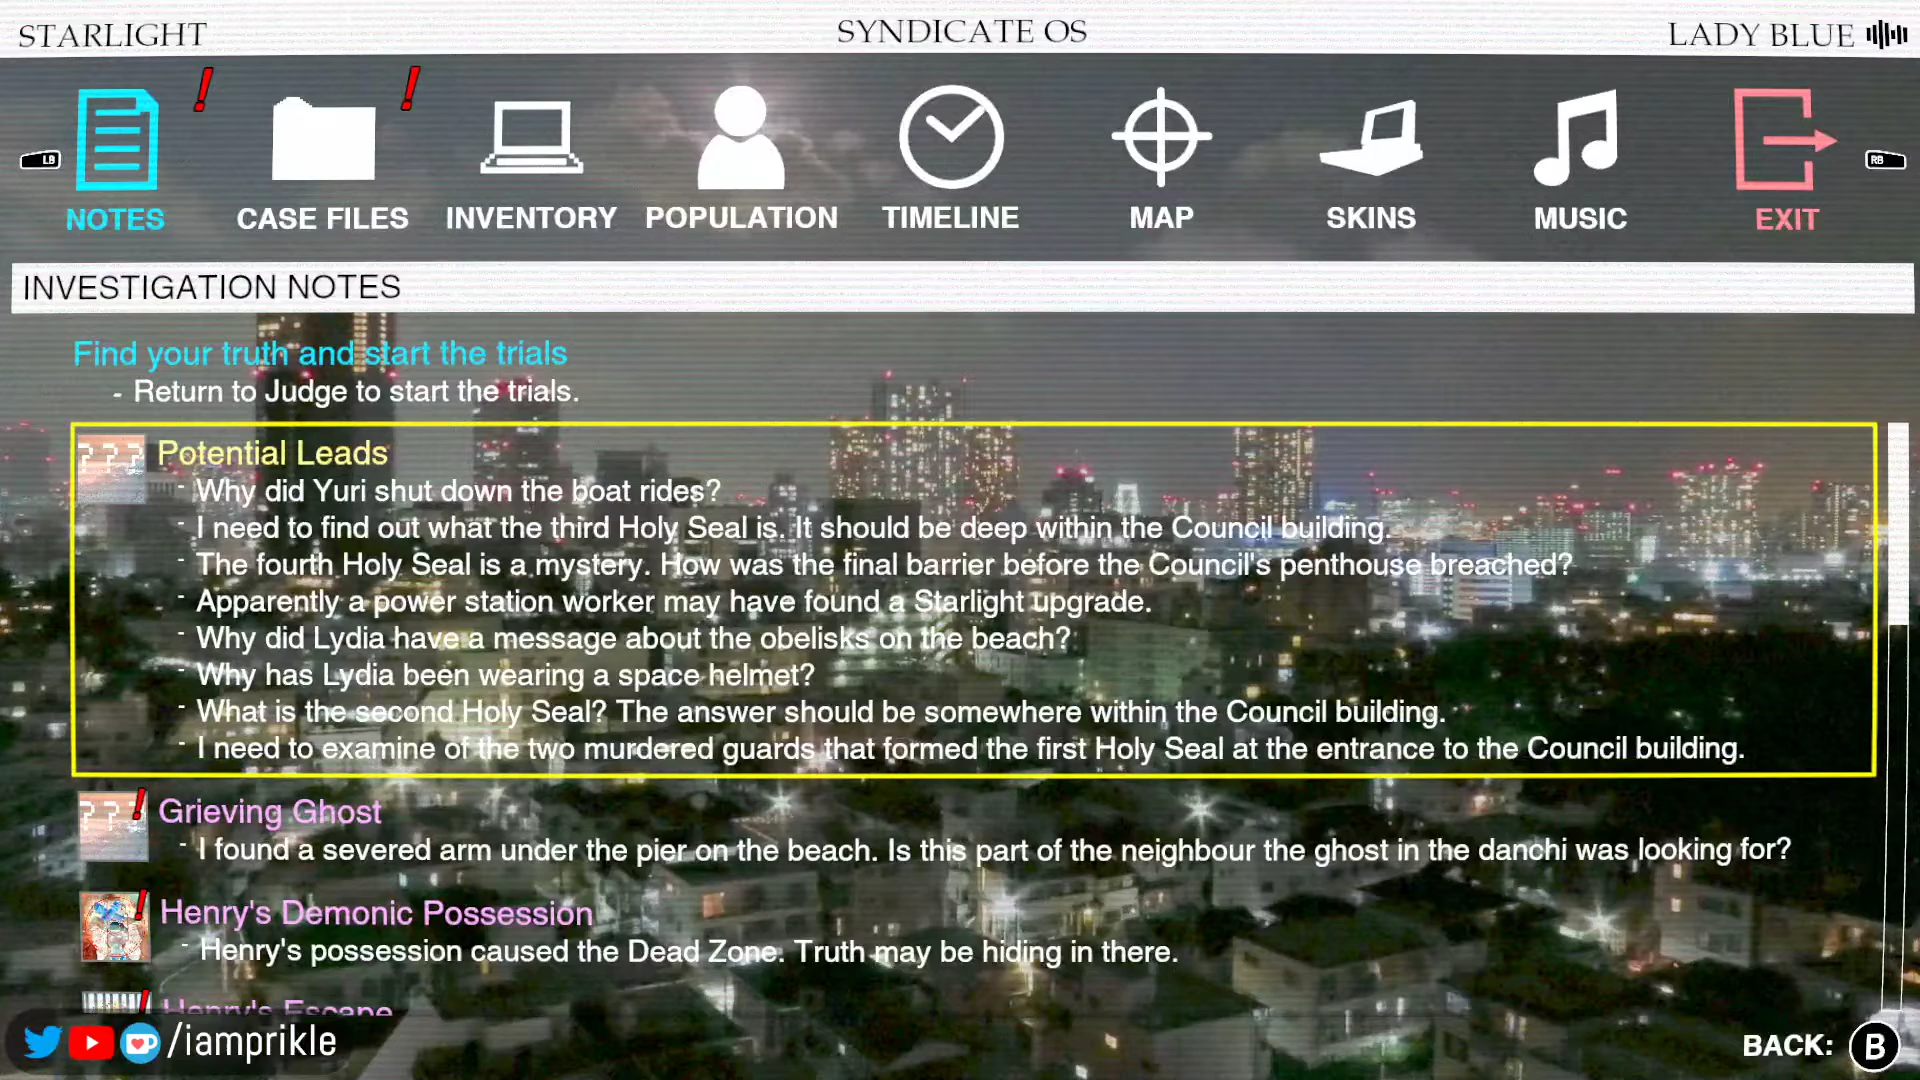 STARLIGHT
SYNDICATE OS
LADY BLUE
!
!
LB
RB
NOTES
CASE FILES
INVENTORY
POPULATION
TIMELINE
MAP
SKINS
MUSIC
EXIT
INVESTIGATION NOTES
Find your truth and start the trials
- Return to Judge to start the trials.
???
Potential Leads
- Why did Yuri shut down the boat rides?
- I need to find out what the third Holy Seal is. It should be deep within the Council building.
- The fourth Holy Seal is a mystery. How was the final barrier before the Council's penthouse breached?
- Apparently a power station worker may have found a Starlight upgrade.
- Why did Lydia have a message about the obelisks on the beach?
- Why has Lydia been wearing a space helmet?
- What is the second Holy Seal? The answer should be somewhere within the Council building.
- I need to examine of the two murdered guards that formed the first Holy Seal at the entrance to the Council building.
??? !
Grieving Ghost
- I found a severed arm under the pier on the beach. Is this part of the neighbour the ghost in the danchi was looking for?
!
Henry's Demonic Possession
- Henry's possession caused the Dead Zone. Truth may be hiding in there.
!
Henry's Escape
/iamprikle
BACK: B